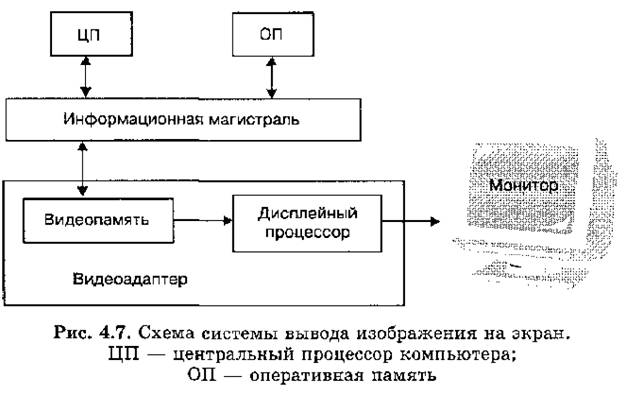 ЦП
ОП
Информационная магистраль
Видеопамять
Дисплейный
процессор
Монитор
Видеоадаптер
Рис. 4.7. Схема системы вывода изображения на экран.
ЦП — центральный процессор компьютера;
ОП — оперативная память